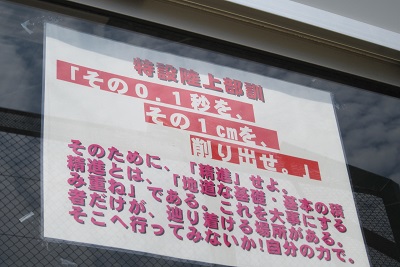 特設陸上部訓
「その0.1秒を、
その1cmを、
削り出せ。」
そのために、「精進」せよ。
精進とは、「地道な基礎・基本の積
み重ね」である。これを大事にする
者だけが、辿り着ける場所がある。
そこへ行ってみないか!自分の力で。